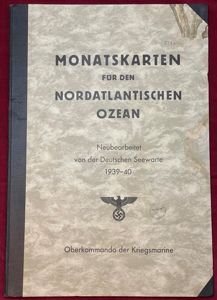 MONATSKARTEN
FÜR DEN
NORDATLANTISCHEN
OZEAN
Neubearbeitet
von der Deutschen Seewarte
1939-40
Oberkommando der Kriegsmarine